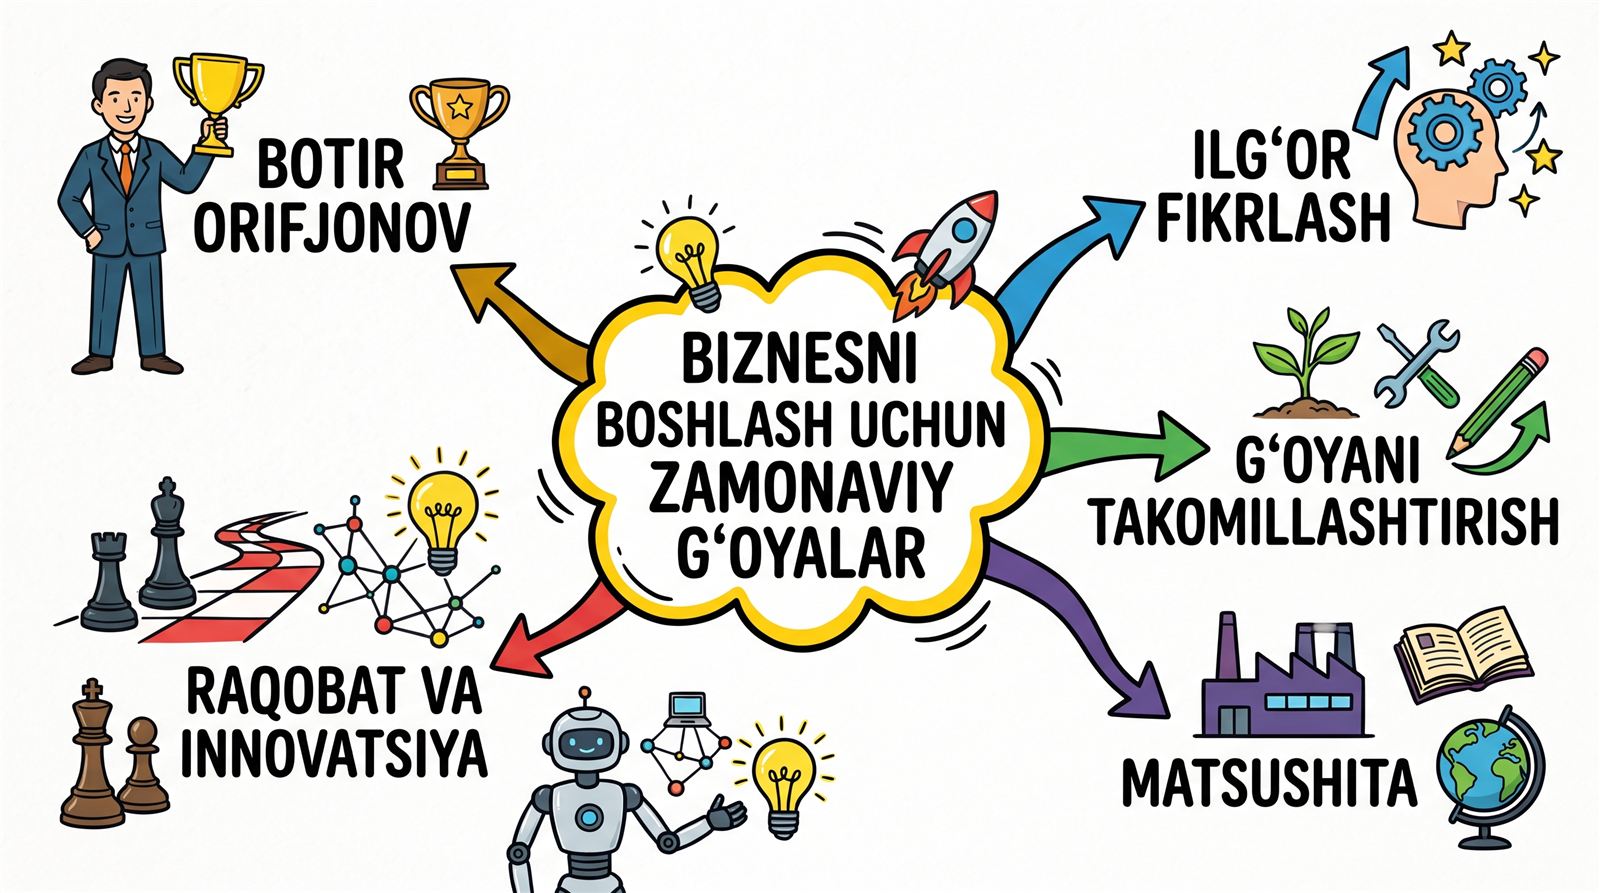 BOTIR
ORIFJONOV
ILG‘OR
FIKRLASH
BIZNESNI
BOSHLASH UCHUN
ZAMONAVIY
G‘OYALAR
G‘OYANI
TAKOMILLASHTIRISH
RAQOBAT VA
INNOVATSIYA
MATSUSHITA